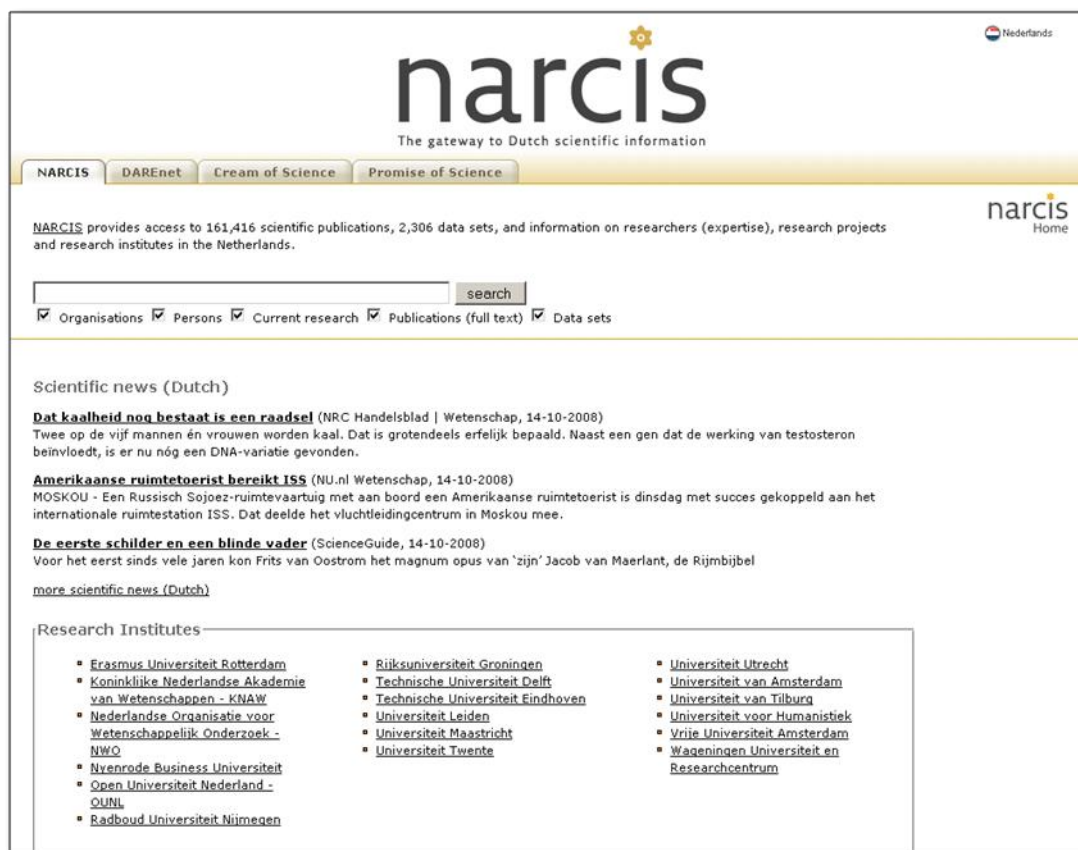 Nederlands
narcis
The gateway to Dutch scientific information
NARCIS DAREnet Cream of Science Promise of Science
narcis
Home
NARCIS provides access to 161,416 scientific publications, 2,306 data sets, and information on researchers (expertise), research projects
and research institutes in the Netherlands.
search
Organisations Persons Current research Publications (full text) Data sets
Scientific news (Dutch)
Dat kaalheid nog bestaat is een raadsel (NRC Handelsblad | Wetenschap, 14-10-2008)
Twee op de vijf mannen én vrouwen worden kaal. Dat is grotendeels erfelijk bepaald. Naast een gen dat de werking van testosteron
beïnvloedt, is er nu nóg een DNA-variatie gevonden.
Amerikaanse ruimtetoerist bereikt ISS (NU.nl Wetenschap, 14-10-2008)
MOSKOU - Een Russisch Sojoez-ruimtevaartuig met aan boord een Amerikaanse ruimtetoerist is dinsdag met succes gekoppeld aan het
internationale ruimtestation ISS. Dat deelde het vluchtleidingcentrum in Moskou mee.
De eerste schilder en een blinde vader (ScienceGuide, 14-10-2008)
Voor het eerst sinds vele jaren kon Frits van Oostrom het magnum opus van `zijn' Jacob van Maerlant, de Rijmbijbel
more scientific news (Dutch)
Research Institutes
Erasmus Universiteit Rotterdam
Koninklijke Nederlandse Akademie
van Wetenschappen - KNAW
Nederlandse Organisatie voor
Wetenschappelijk Onderzoek -
NWO
Nyenrode Business Universiteit
Open Universiteit Nederland -
OUNL
Radboud Universiteit Nijmegen
Rijksuniversiteit Groningen
Technische Universiteit Delft
Technische Universiteit Eindhoven
Universiteit Leiden
Universiteit Maastricht
Universiteit Twente
Universiteit Utrecht
Universiteit van Amsterdam
Universiteit van Tilburg
Universiteit voor Humanistiek
Vrije Universiteit Amsterdam
Wageningen Universiteit en
Researchcentrum